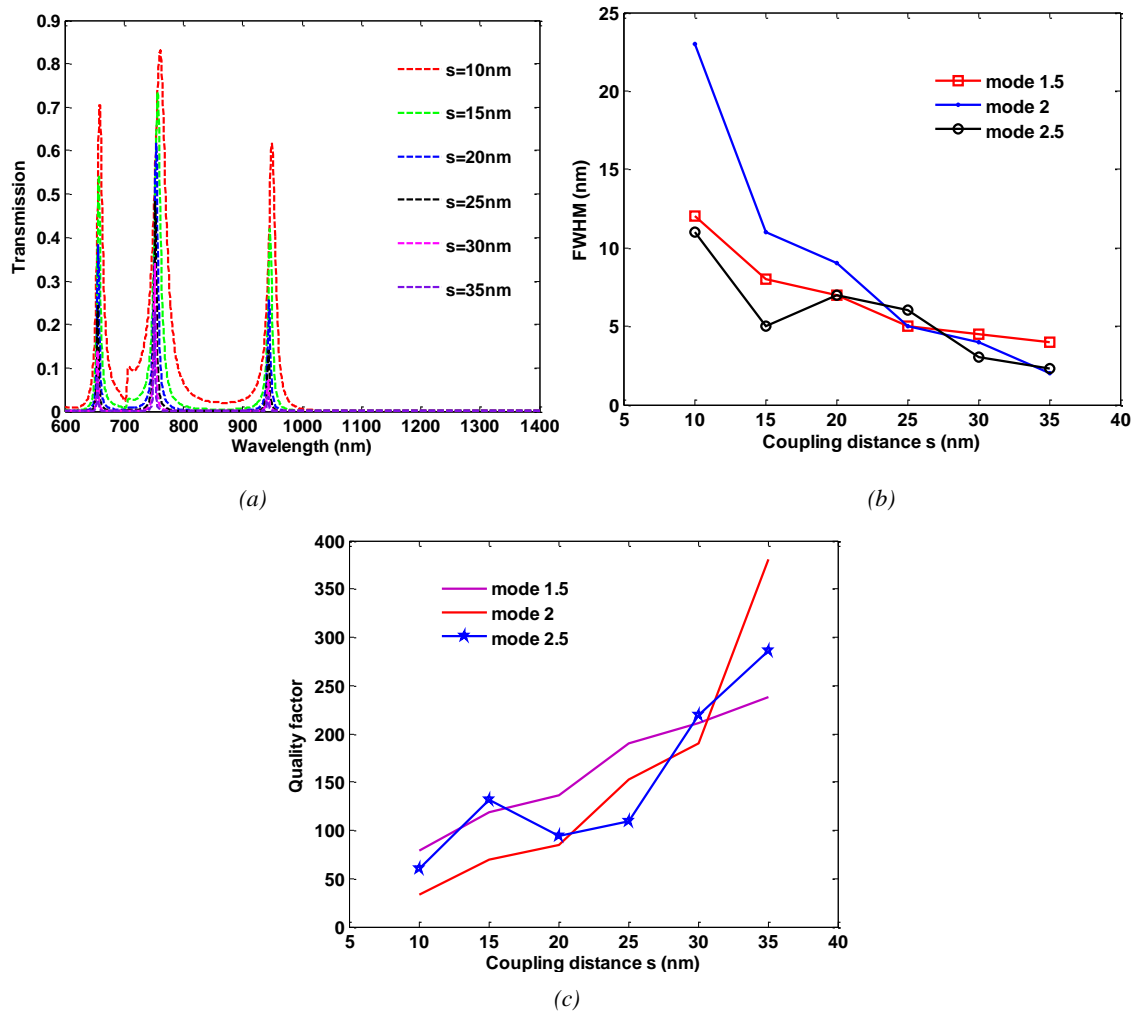 0.9
0.8
0.7
0.6
0.5
0.4
0.3
0.2
0.1
0
Transmission
s=10nm
s=15nm
s=20nm
s=25nm
s=30nm
s=35nm
600 700 800 900 1000 1100 1200 1300 1400
Wavelength (nm)
(a)
25
20
15
10
5
0
FWHM (nm)
mode 1.5
mode 2
mode 2.5
5 10 15 20 25 30 35 40
Coupling distance s (nm)
(b)
400
350
300
250
200
150
100
50
0
Quality factor
mode 1.5
mode 2
mode 2.5
5 10 15 20 25 30 35 40
Coupling distance s (nm)
(c)